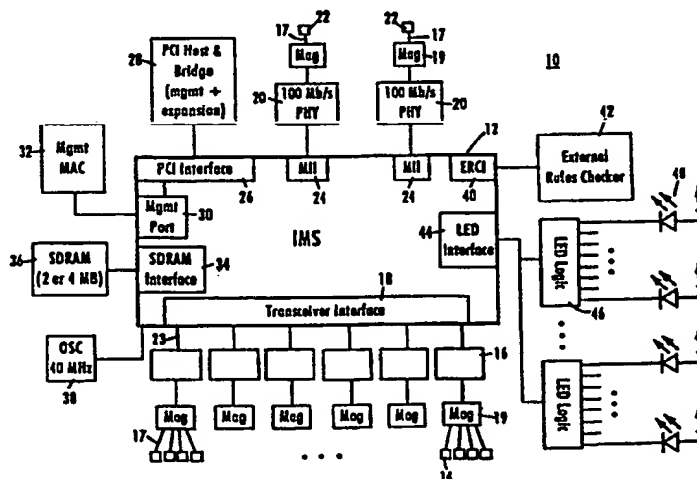 22
17
Mag
19
22
17
Mag
19
10
28
PCI Host &
Bridge
(mgmt +
expansion)
20
100 Mb/s
PHY
100 Mb/s
PHY
20
12
42
External
Rules Checker
32
Mgmt
MAC
PCI Interface
26
MII
24
MII
24
ERCI
40
48
Mgmt
Port
30
IMS
44
LED
Interface
LED Logic
46
36
SDRAM
(2 or 4 MB)
SDRAM
Interface
34
18
Transceiver Interface
OSC
40 MHz
38
23
16
LED Logic
Mag
Mag
Mag
Mag
Mag
Mag
19
17
14